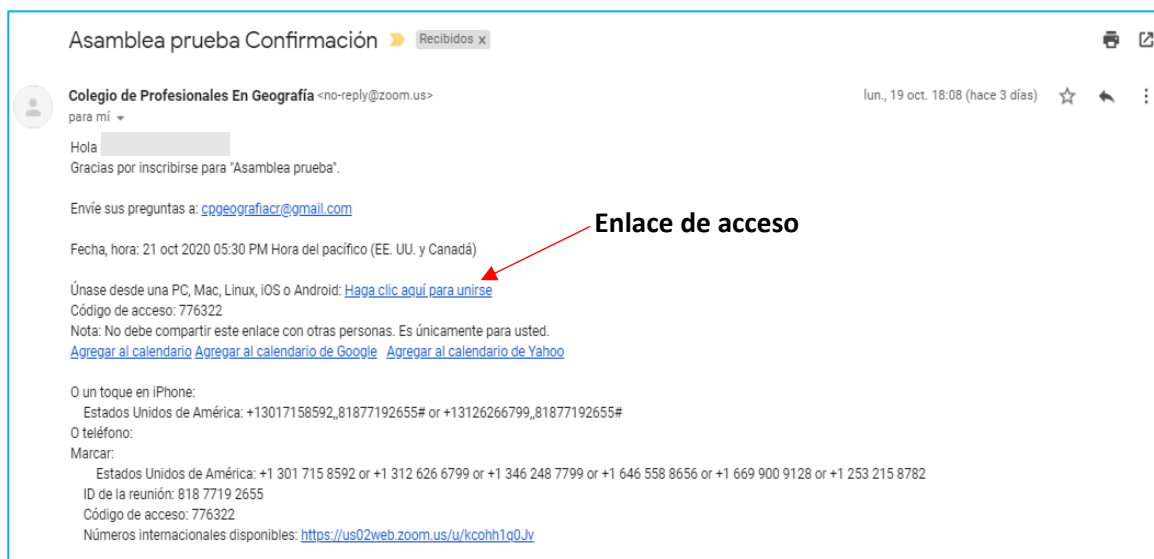 Asamblea prueba Confirmación Recibidos x
Colegio de Profesionales En Geografía <no-reply@zoom.us> lun., 19 oct. 18:08 (hace 3 días)
para mí
Hola
Gracias por inscribirse para "Asamblea prueba".
Envíe sus preguntas a: cpgeografiacr@gmail.com
Enlace de acceso
Fecha, hora: 21 oct 2020 05:30 PM Hora del pacífico (EE. UU. y Canadá)
Únase desde una PC, Mac, Linux, iOS o Android: Haga clic aquí para unirse
Código de acceso: 776322
Nota: No debe compartir este enlace con otras personas. Es únicamente para usted.
Agregar al calendario Agregar al calendario de Google Agregar al calendario de Yahoo
O un toque en iPhone:
Estados Unidos de América: +13017158592,,81877192655# or +13126266799,,81877192655#
O teléfono:
Marcar:
Estados Unidos de América: +1 301 715 8592 or +1 312 626 6799 or +1 346 248 7799 or +1 646 558 8656 or +1 669 900 9128 or +1 253 215 8782
ID de la reunión: 818 7719 2655
Código de acceso: 776322
Números internacionales disponibles: https://us02web.zoom.us/u/kcohh1q0Jv